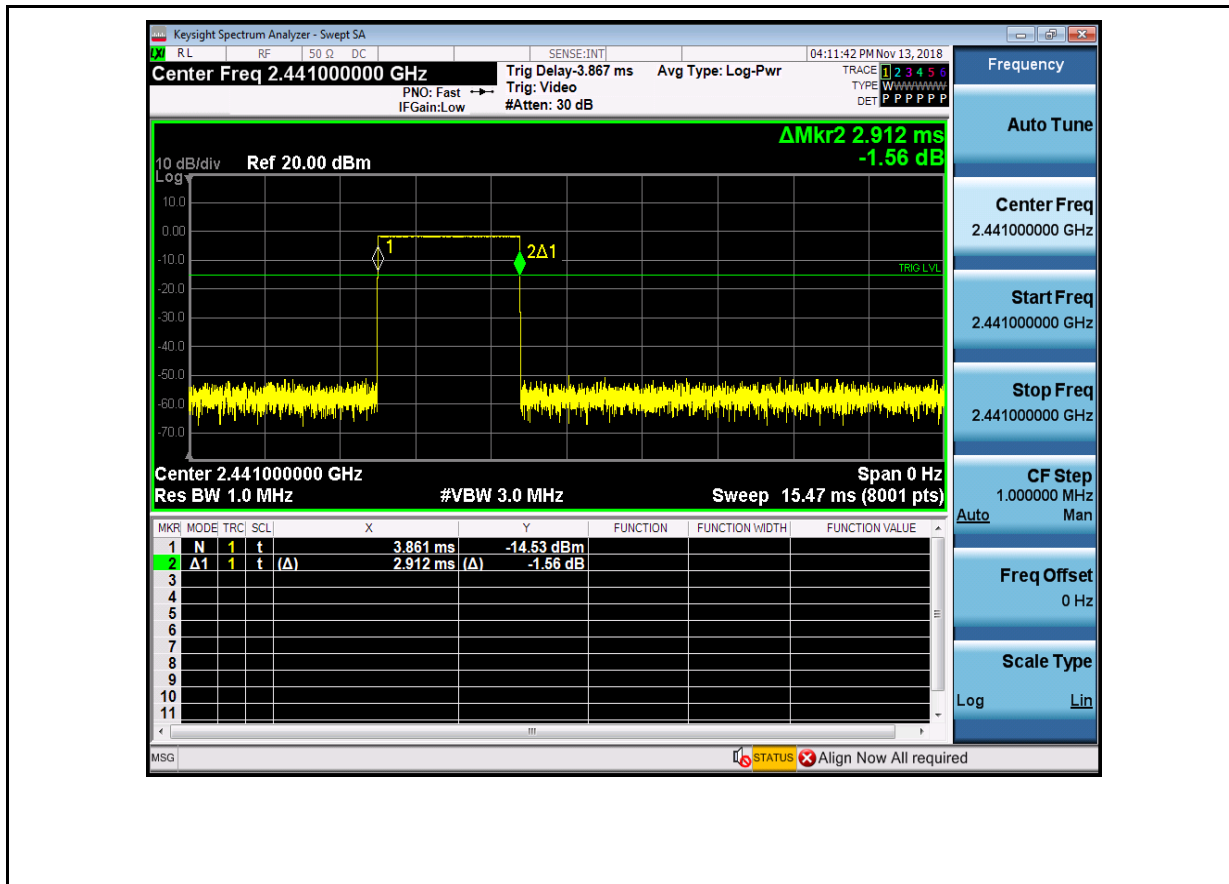 Keysight Spectrum Analyzer - Swept SA
LXI RL RF 50 Ω DC SENSE:INT 04:11:42 PM Nov 13, 2018
Center Freq 2.441000000 GHz
PNO: Fast
IFGain:Low
Trig Delay-3.867 ms
Trig: Video
#Atten: 30 dB
Avg Type: Log-Pwr
TRACE 1 2 3 4 5 6
TYPE WWWWWW
DET P P P P P P
ΔMkr2 2.912 ms
-1.56 dB
10 dB/div Ref 20.00 dBm
Log
10.0
0.00
-10.0
-20.0
-30.0
-40.0
-50.0
-60.0
-70.0
1
2Δ1
TRIG LVL
Center 2.441000000 GHz Span 0 Hz
Res BW 1.0 MHz #VBW 3.0 MHz Sweep 15.47 ms (8001 pts)
MKR MODE TRC SCL X Y FUNCTION FUNCTION WIDTH FUNCTION VALUE
1 N 1 t 3.861 ms -14.53 dBm
2 Δ1 1 t (Δ) 2.912 ms (Δ) -1.56 dB
3
4
5
6
7
8
9
10
11
MSG STATUS Align Now All required
Frequency
Auto Tune
Center Freq
2.441000000 GHz
Start Freq
2.441000000 GHz
Stop Freq
2.441000000 GHz
CF Step
1.000000 MHz
Auto Man
Freq Offset
0 Hz
Scale Type
Log Lin